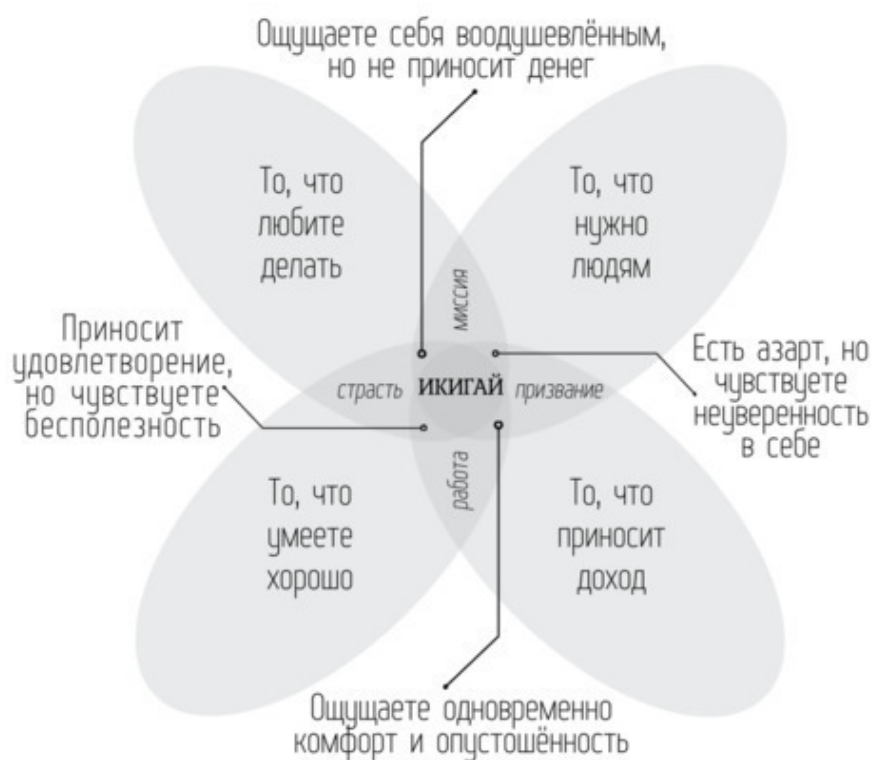 Ощущаете себя воодушевлённым,
но не приносит денег
То, что
любите
делать
То, что
нужно
людям
миссия
Приносит
удовлетворение,
но чувствуете
бесполезность
страсть
ИКИГАЙ
призвание
Есть азарт, но
чувствуете
неуверенность
в себе
работа
То, что
умеете
хорошо
То, что
приносит
доход
Ощущаете одновременно
комфорт и опустошённость